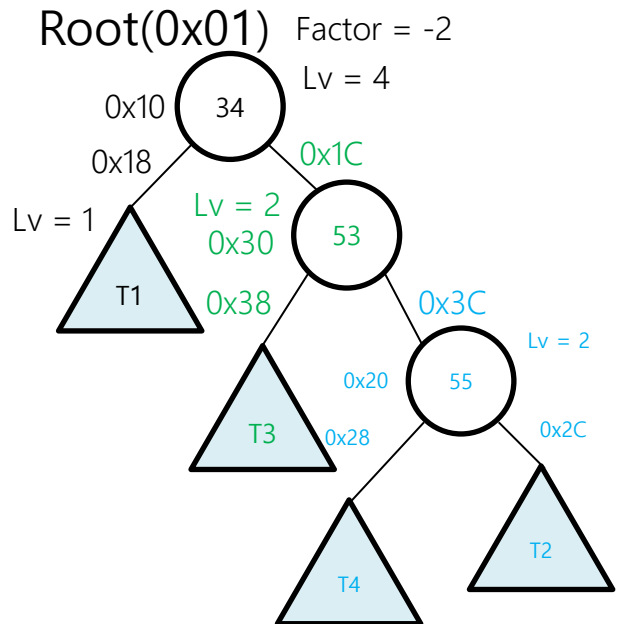 Root(0x01)
Factor = -2
Lv = 4
0x10
34
0x18
0x1C
Lv = 2
Lv = 1
0x30
53
T1
0x38
0x3C
Lv = 2
0x20
55
T3
0x28
0x2C
T2
T4